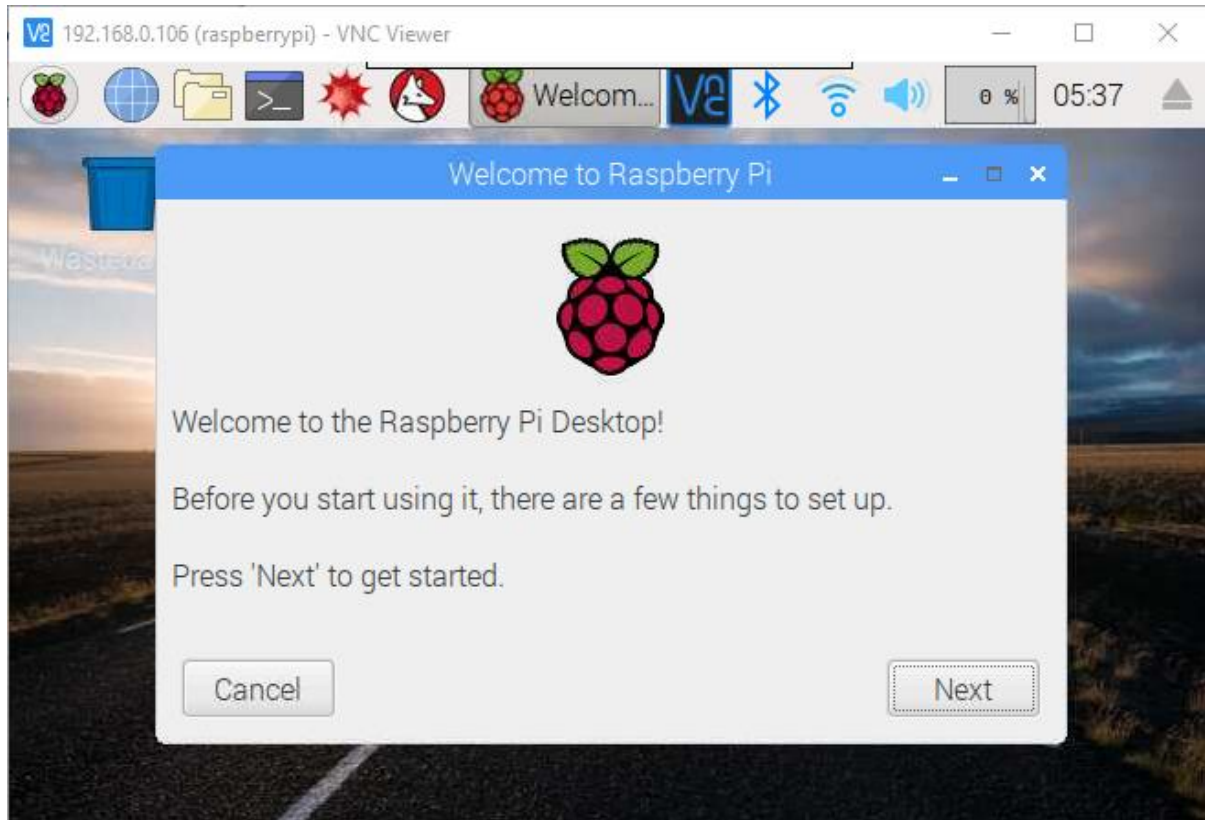 192.168.0.106 (raspberrypi) - VNC Viewer
Welcom... 0 % 05:37
Welcome to Raspberry Pi
Welcome to the Raspberry Pi Desktop!
Before you start using it, there are a few things to set up.
Press 'Next' to get started.
Cancel Next